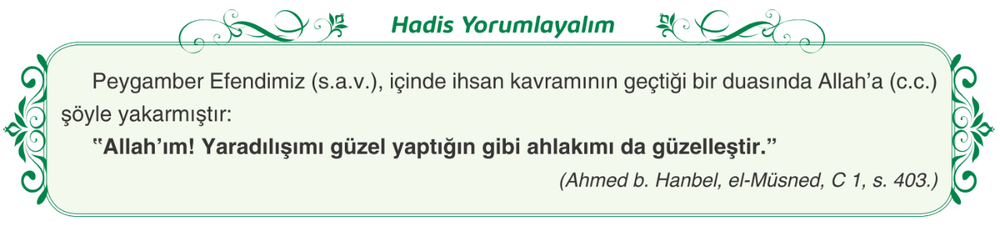 Hadis Yorumlayalım
Peygamber Efendimiz (s.a.v.), içinde ihsan kavramının geçtiği bir duasında Allah’a (c.c.)
şöyle yakarmıştır:
“Allah’ım! Yaradılışımı güzel yaptığın gibi ahlakımı da güzelleştir.”
(Ahmed b. Hanbel, el-Müsned, C 1, s. 403.)